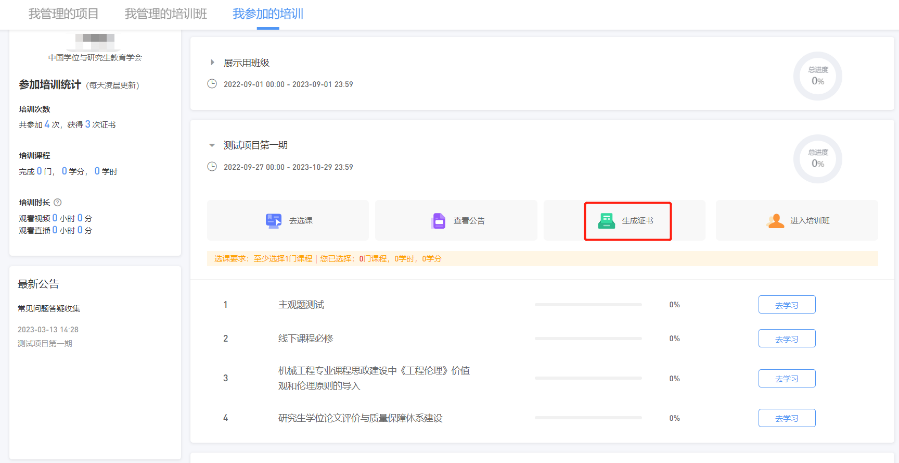 我管理的项目 我管理的培训班 我参加的培训
中国学位与研究生教育学会
参加培训统计 (每天凌晨更新)
培训次数
共参加 4 次，获得 3 次证书
培训课程
完成 0 门， 0 学分， 0 学时
培训时长
观看视频 0 小时 0 分
观看直播 0 小时 0 分
最新公告
常见问题答疑收集
2023-03-13 14:28
测试项目第一期
展示用班级
2022-09-01 00:00 - 2023-09-01 23:59
总进度
0%
测试项目第一期
2022-09-27 00:00 - 2023-10-29 23:59
总进度
0%
去选课 查看公告 生成证书 进入培训班
选课要求：至少选择1门课程 | 您已选择：0门课程，0学时，0学分
1 主观题测试 0% 去学习
2 线下课程必修 0% 去学习
3 机械工程专业课程思政建设中《工程伦理》价值
观和伦理原则的导入 0% 去学习
4 研究生学位论文评价与质量保障体系建设 0% 去学习